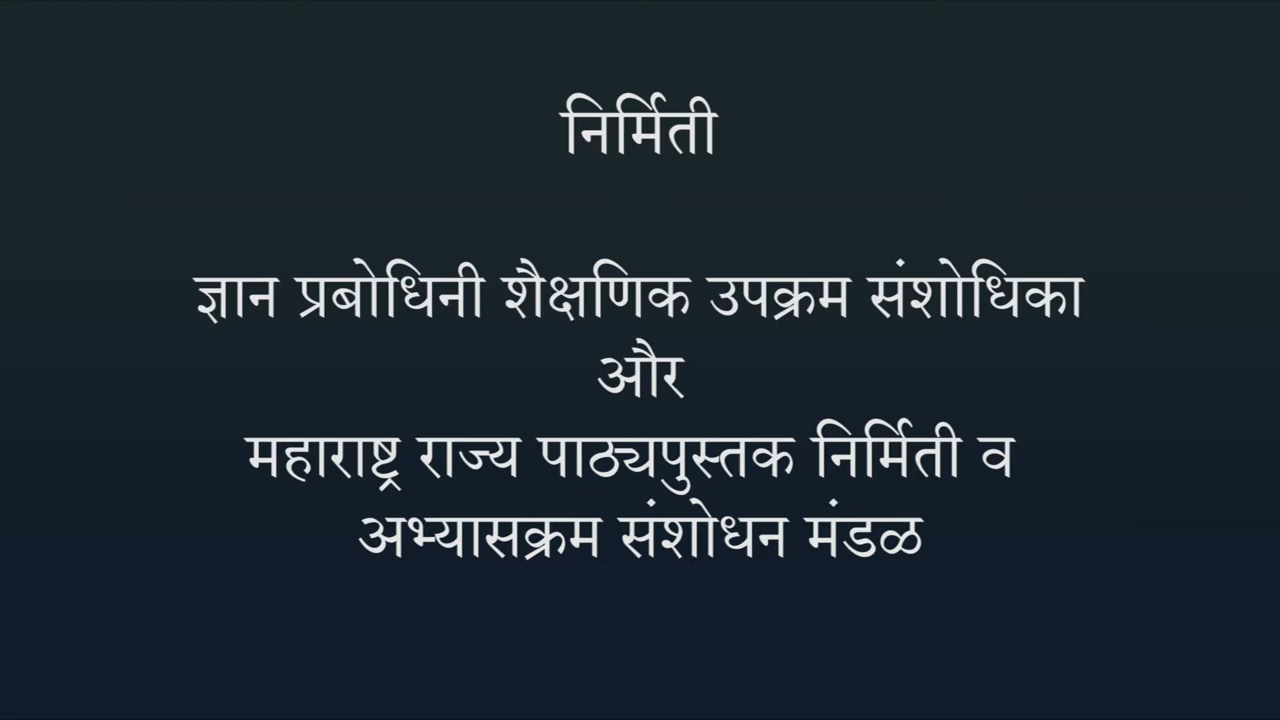 निर्मिती
ज्ञान प्रबोधिनी शैक्षणिक उपक्रम संशोधिका
और
महाराष्ट्र राज्य पाठ्यपुस्तक निर्मिती व
अभ्यासक्रम संशोधन मंडळ